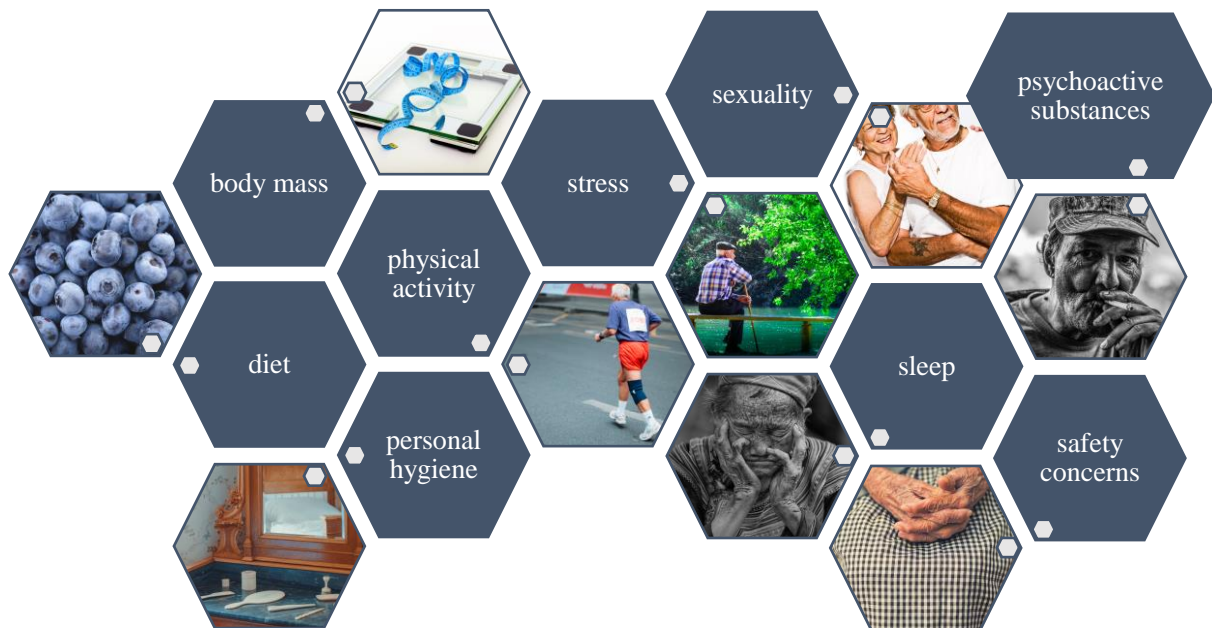 sexuality
psychoactive
substances
body mass
stress
physical
activity
diet
sleep
personal
hygiene
safety
concerns